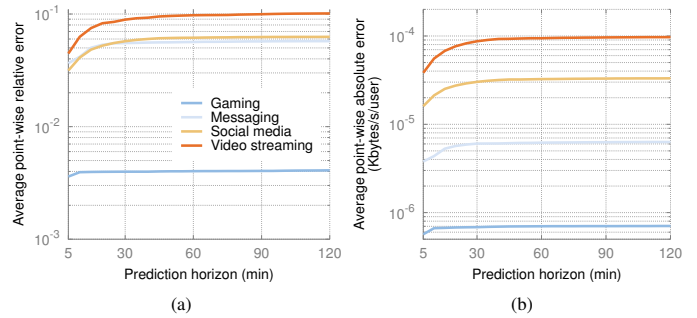 Average point-wise relative error
10⁻¹
10⁻²
10⁻³
5
30
60
90
120
Prediction horizon (min)
Gaming
Messaging
Social media
Video streaming
(a)
Average point-wise absolute error
(Kbytes/s/user)
10⁻⁴
10⁻⁵
10⁻⁶
5
30
60
90
120
Prediction horizon (min)
(b)